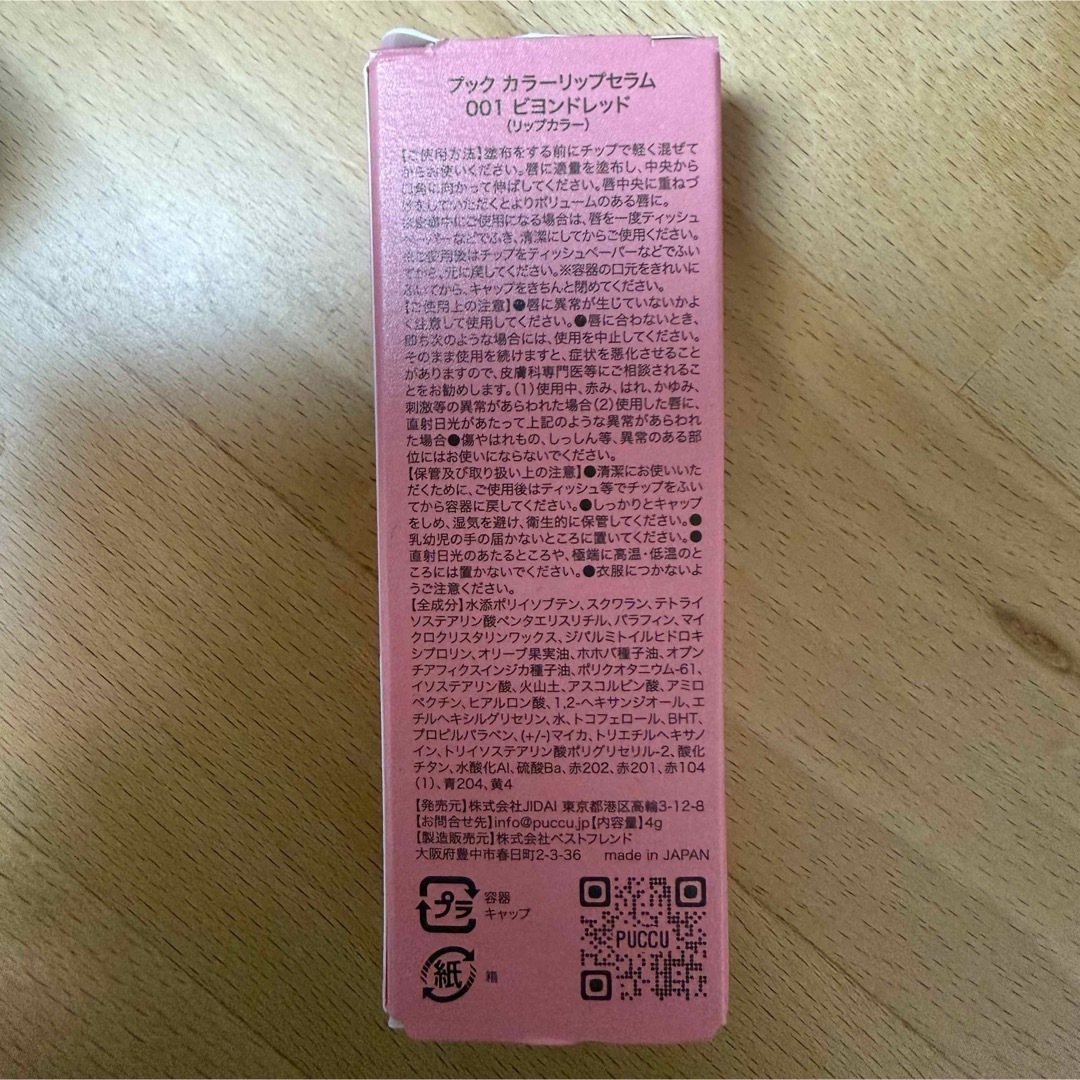 プック カラーリップセラム
001 ビヨンドレッド
(リップカラー)
【ご使用方法】塗布をする前にチップで軽く混ぜて
からお使いください。唇に適量を塗布し、中央から
口角に向かって伸ばしてください。唇中央に重ねづ
けをしていただくとよりボリュームのある唇に。
※化粧中にご使用になる場合は、唇を一度ティッシュ
ペーパーなどでふき、清潔にしてからご使用ください。
※ご使用後はチップをティッシュペーパーなどでふい
てから、元に戻してください。※容器の口元をきれいに
ふいてから、キャップをきちんと閉めてください。
【ご使用上の注意】●唇に異常が生じていないかよ
く注意して使用してください。●唇に合わないとき、
即ち次のような場合には、使用を中止してください。
そのまま使用を続けますと、症状を悪化させること
がありますので、皮膚科専門医等にご相談されるこ
とをお勧めします。(1)使用中、赤み、はれ、かゆみ、
刺激等の異常があらわれた場合(2)使用した唇に、
直射日光があたって上記のような異常があらわれ
た場合●傷やはれもの、しっしん等、異常のある部
位にはお使いにならないでください。
【保管及び取り扱い上の注意】●清潔にお使いいた
だくために、ご使用後はティッシュ等でチップをふい
てから容器に戻してください。●しっかりとキャップ
をしめ、湿気を避け、衛生的に保管してください。●
乳幼児の手の届かないところに置いてください。●
直射日光のあたるところや、極端に高温・低温のと
ころには置かないでください。●衣服につかないよ
うご注意ください。
【全成分】水添ポリイソブテン、スクワラン、テトライ
ソステアリン酸ペンタエリスリチル、パラフィン、マイ
クロクリスタリンワックス、ジパルミトイルヒドロキ
シプロリン、オリーブ果実油、ホホバ種子油、オプン
チアフィクスインジカ種子油、ポリクオタニウム-61、
イソステアリン酸、火山土、アスコルビン酸、アミロ
ペクチン、ヒアルロン酸、1,2-ヘキサンジオール、エ
チルヘキシルグリセリン、水、トコフェロール、BHT、
プロピルパラベン、(+/-)マイカ、トリエチルヘキサノ
イン、トリイソステアリン酸ポリグリセリル-2、酸化
チタン、水酸化Al、硫酸Ba、赤202、赤201、赤104
(1)、青204、黄4
【発売元】株式会社JIDAI 東京都港区高輪3-12-8
【お問合せ先】info@puccu.jp【内容量】4g
【製造販売元】株式会社ベストフレンド
大阪府豊中市春日町2-3-36 made in JAPAN
プラ 容器
キャップ
PUCCU
紙 箱